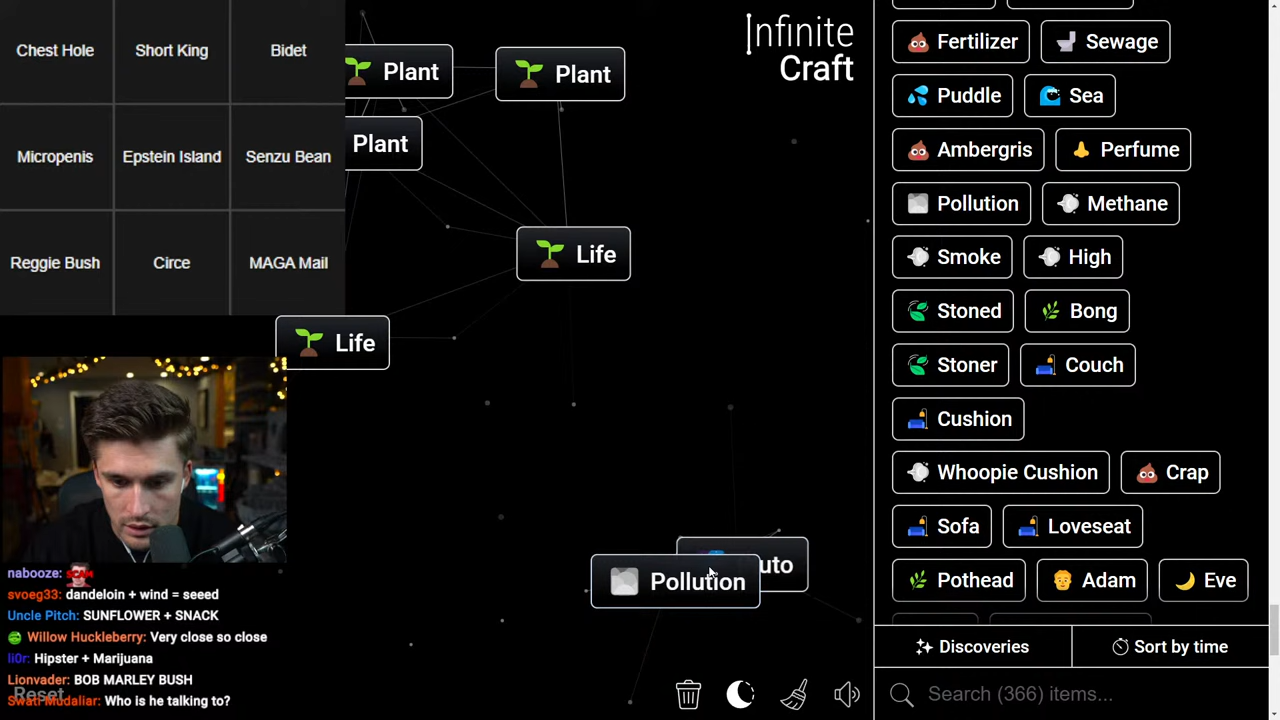 Chest Hole
Short King
Bidet
Micropenis
Epstein Island
Senzu Bean
Reggie Bush
Circe
MAGA Mail
Plant
Plant
Plant
Life
Life
Pollution
uto
Infinite
Craft
Fertilizer
Sewage
Puddle
Sea
Ambergris
Perfume
Pollution
Methane
Smoke
High
Stoned
Bong
Stoner
Couch
Cushion
Whoopie Cushion
Crap
Sofa
Loveseat
Pothead
Adam
Eve
Discoveries
Sort by time
Search (366) items...
nabooze:
svoeg33: dandeloin + wind = seeed
Uncle Pitch: SUNFLOWER + SNACK
Willow Huckleberry: Very close so close
li0r: Hipster + Marijuana
Lionvader: BOB MARLEY BUSH
Reset
Swati Mudaliar: Who is he talking to?